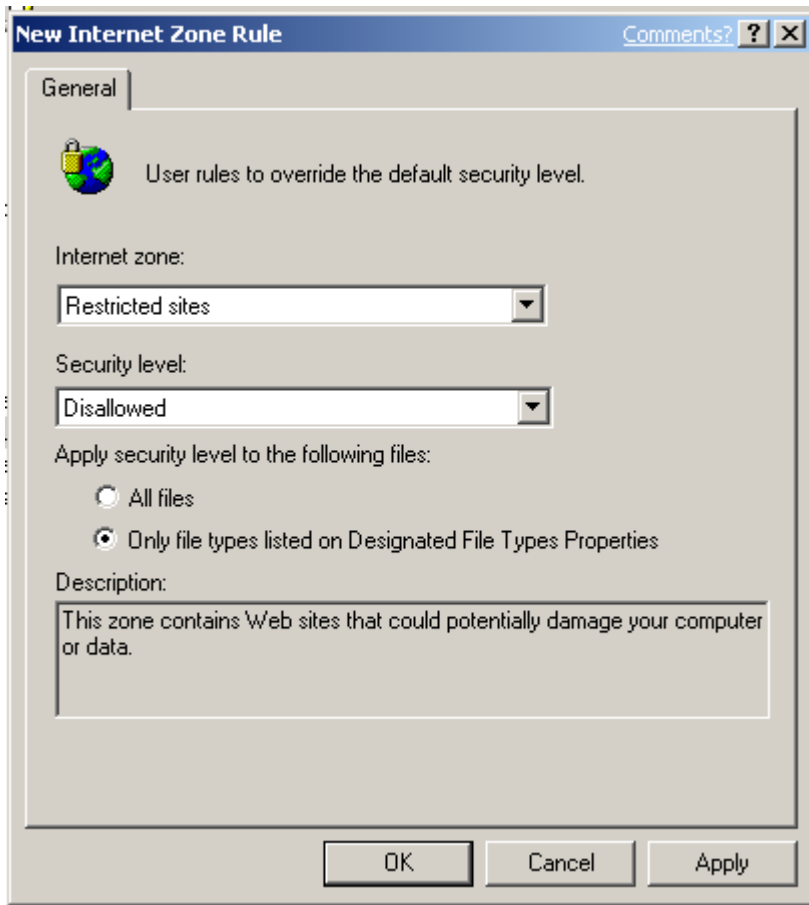 New Internet Zone Rule Comments? ?
General
User rules to override the default security level.
Internet zone:
Restricted sites
Security level:
Disallowed
Apply security level to the following files:
All files
Only file types listed on Designated File Types Properties
Description:
This zone contains Web sites that could potentially damage your computer
or data.
OK Cancel Apply